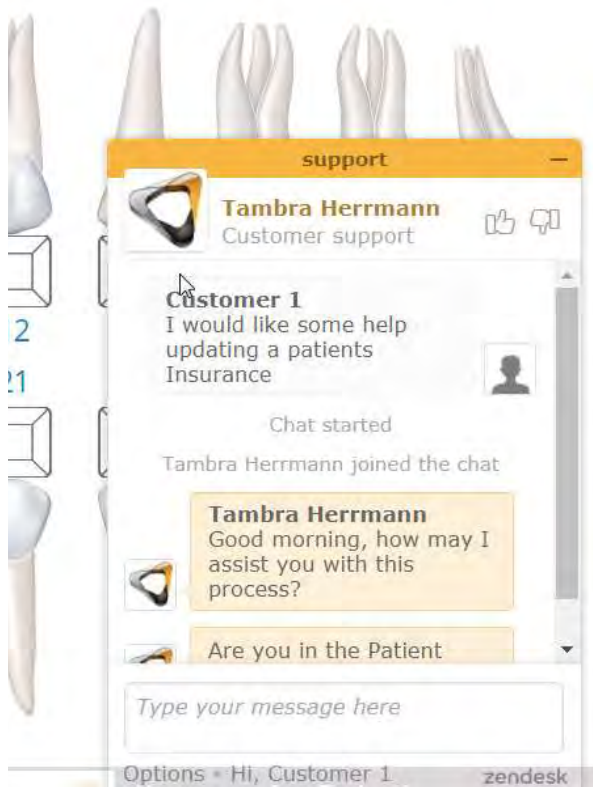 support
Tambra Herrmann
Customer support
Customer 1
I would like some help
updating a patients
Insurance
2
21
Chat started
Tambra Herrmann joined the chat
Tambra Herrmann
Good morning, how may I
assist you with this
process?
Are you in the Patient
Type your message here
Options • Hi, Customer 1
zendesk